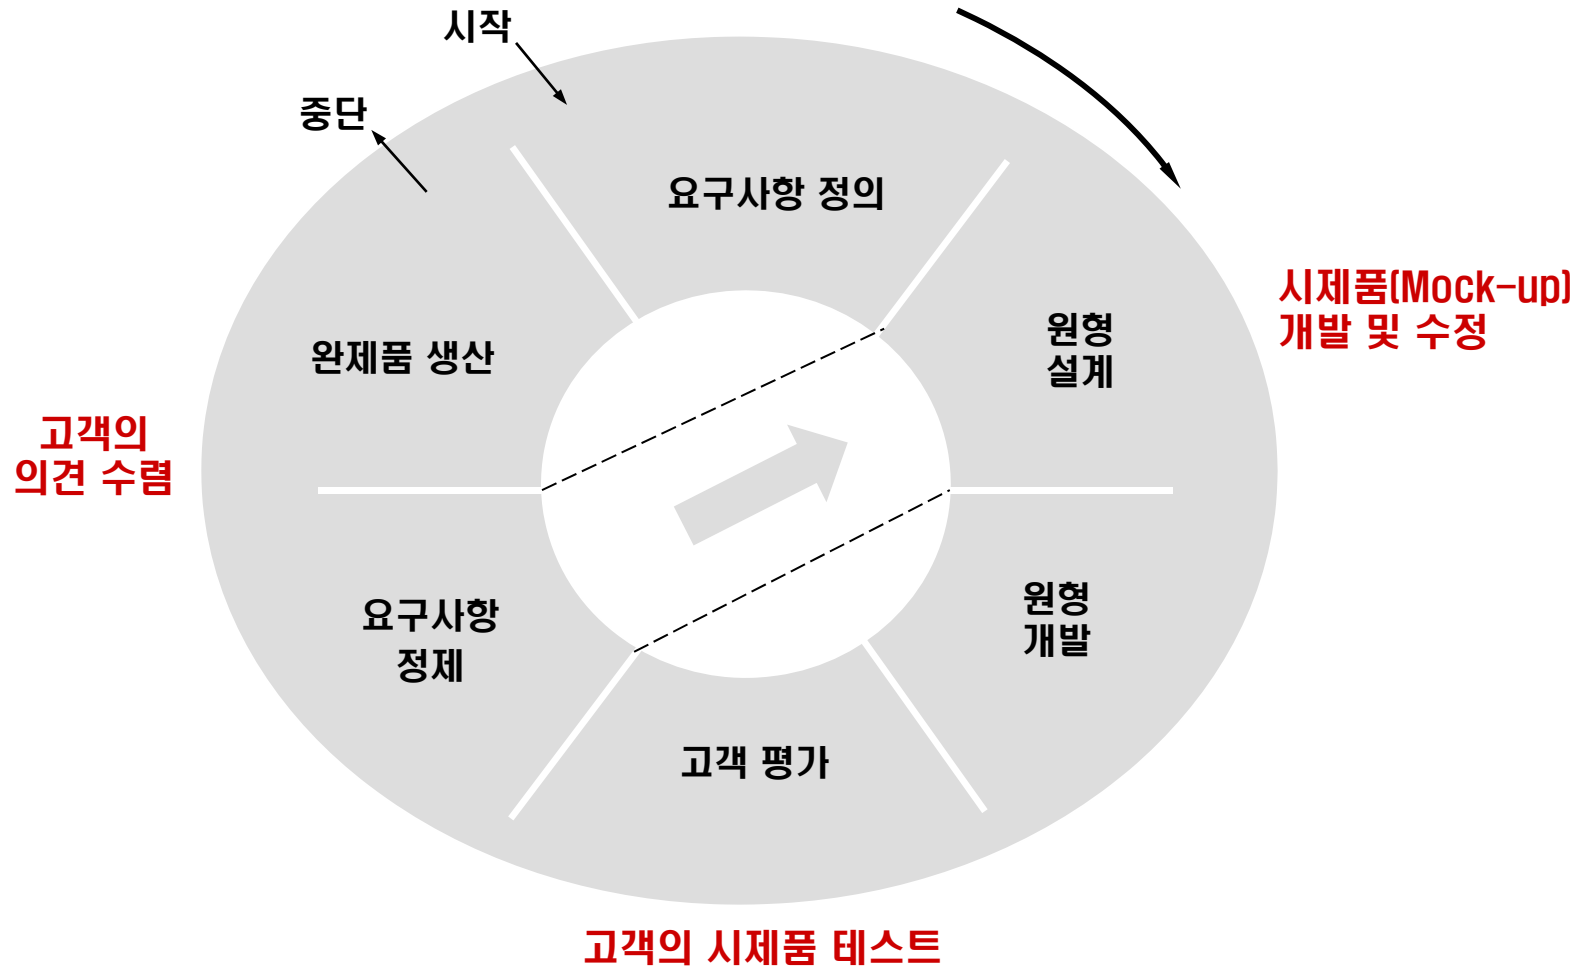 시작
중단
요구사항 정의
원형
설계
시제품(Mock-up)
개발 및 수정
완제품 생산
고객의
의견 수렴
요구사항
정제
원형
개발
고객 평가
고객의 시제품 테스트